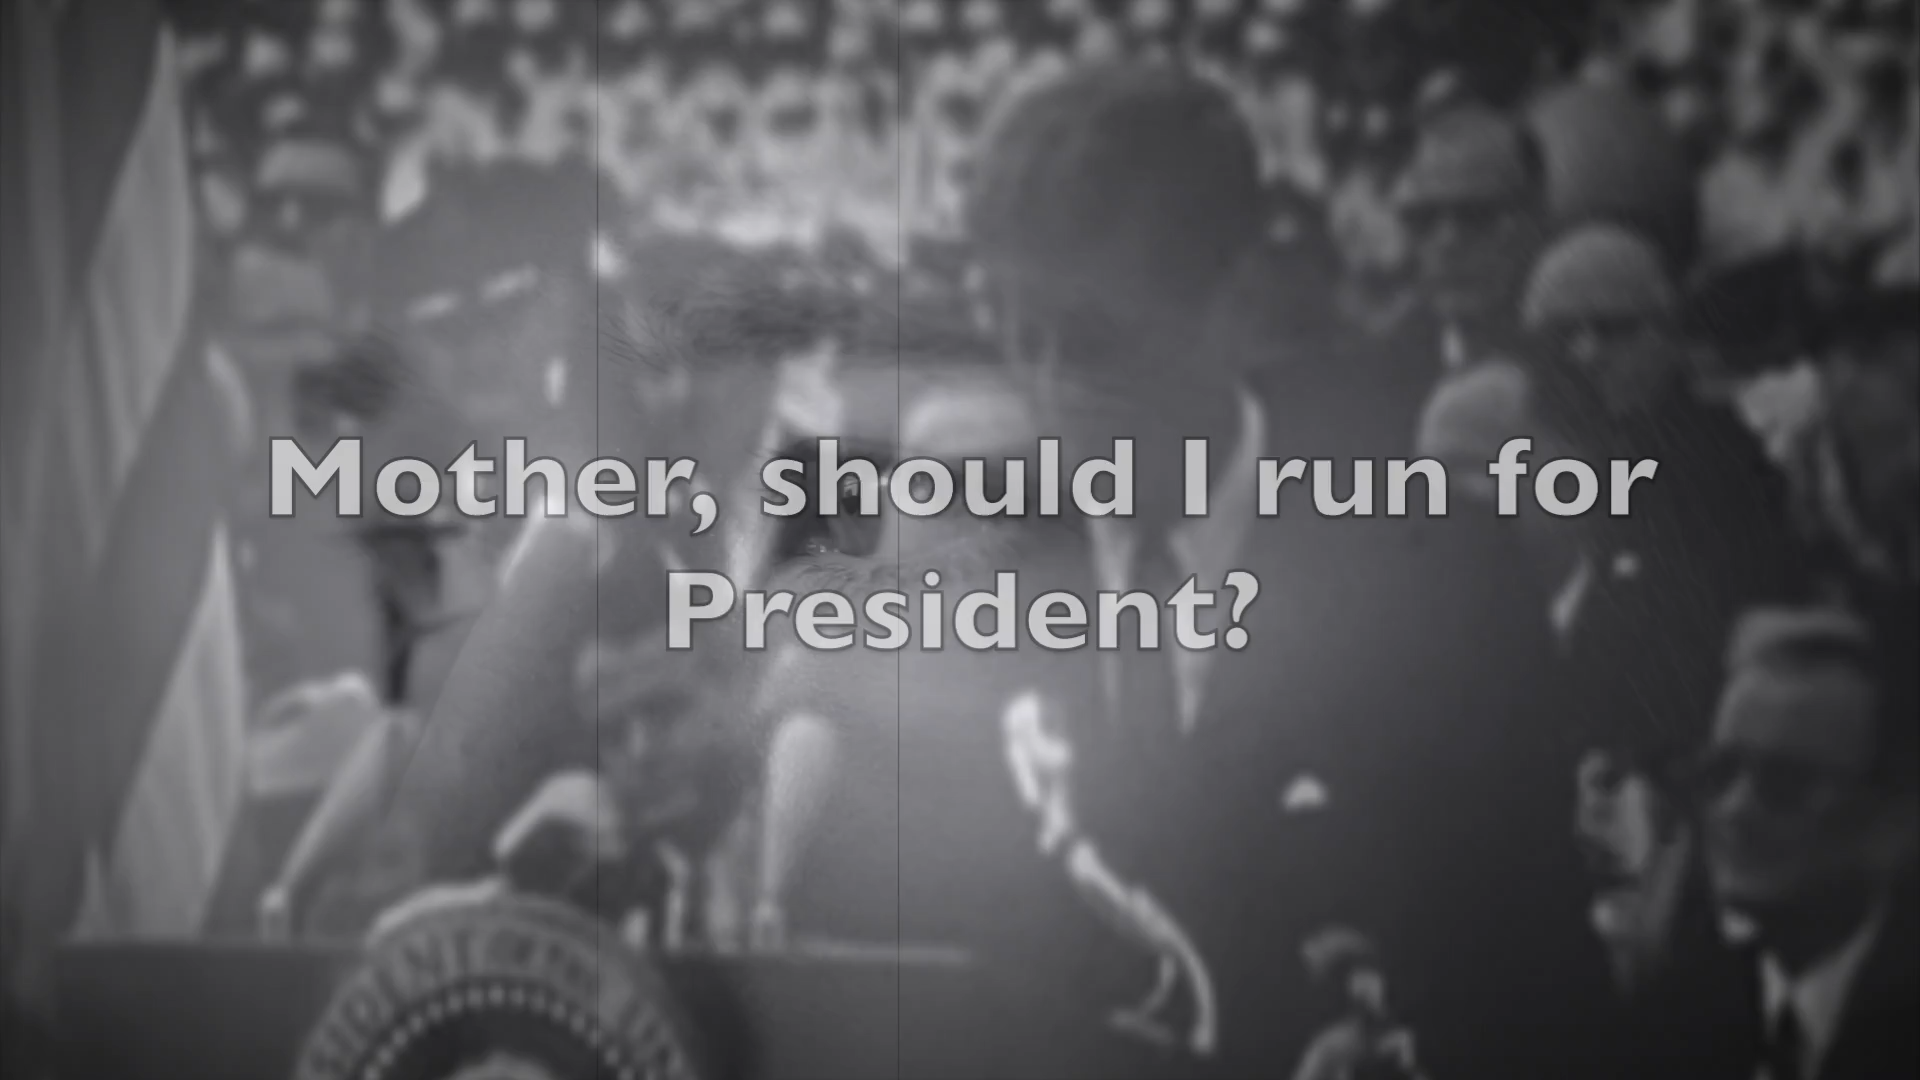 Mother, should I run for
President?